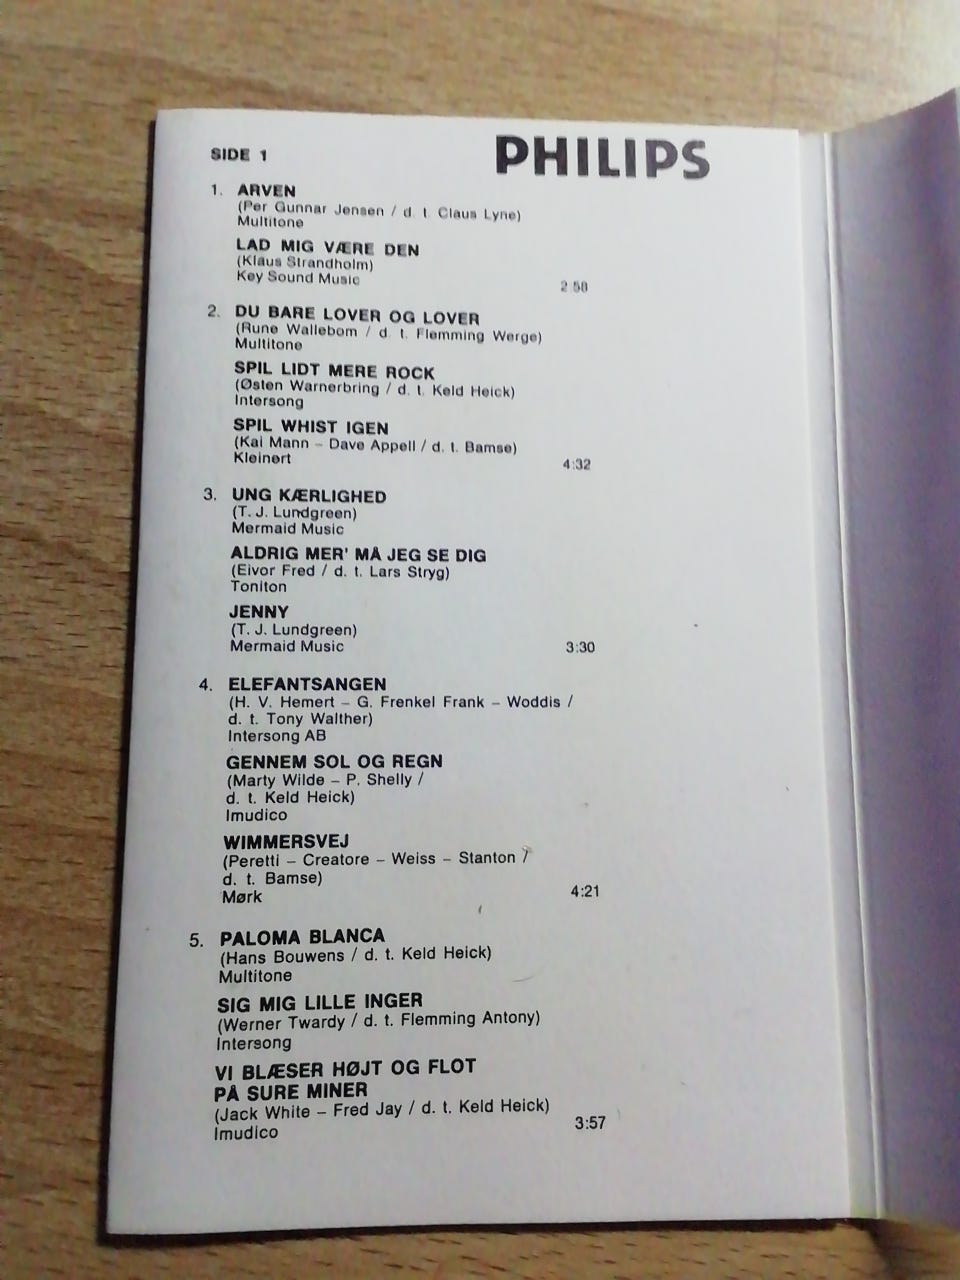 PHILIPS
SIDE 1
1. ARVEN
(Per Gunnar Jensen / d. t. Claus Lyne)
Multitone
LAD MIG VÆRE DEN
(Klaus Strandholm)
Key Sound Music 2:58
2. DU BARE LOVER OG LOVER
(Rune Wallebom / d. t. Flemming Werge)
Multitone
SPIL LIDT MERE ROCK
(Østen Warnerbring / d. t. Keld Heick)
Intersong
SPIL WHIST IGEN
(Kai Mann – Dave Appell / d. t. Bamse)
Kleinert 4:32
3. UNG KÆRLIGHED
(T. J. Lundgreen)
Mermaid Music
ALDRIG MER' MÅ JEG SE DIG
(Eivor Fred / d. t. Lars Stryg)
Toniton
JENNY
(T. J. Lundgreen)
Mermaid Music 3:30
4. ELEFANTSANGEN
(H. V. Hemert – G. Frenkel Frank – Woddis /
d. t. Tony Walther)
Intersong AB
GENNEM SOL OG REGN
(Marty Wilde – P. Shelly /
d. t. Keld Heick)
Imudico
WIMMERSVEJ
(Peretti – Creatore – Weiss – Stanton /
d. t. Bamse)
Mørk 4:21
5. PALOMA BLANCA
(Hans Bouwens / d. t. Keld Heick)
Multitone
SIG MIG LILLE INGER
(Werner Twardy / d. t. Flemming Antony)
Intersong
VI BLÆSER HØJT OG FLOT
PÅ SURE MINER
(Jack White – Fred Jay / d. t. Keld Heick)
Imudico 3:57